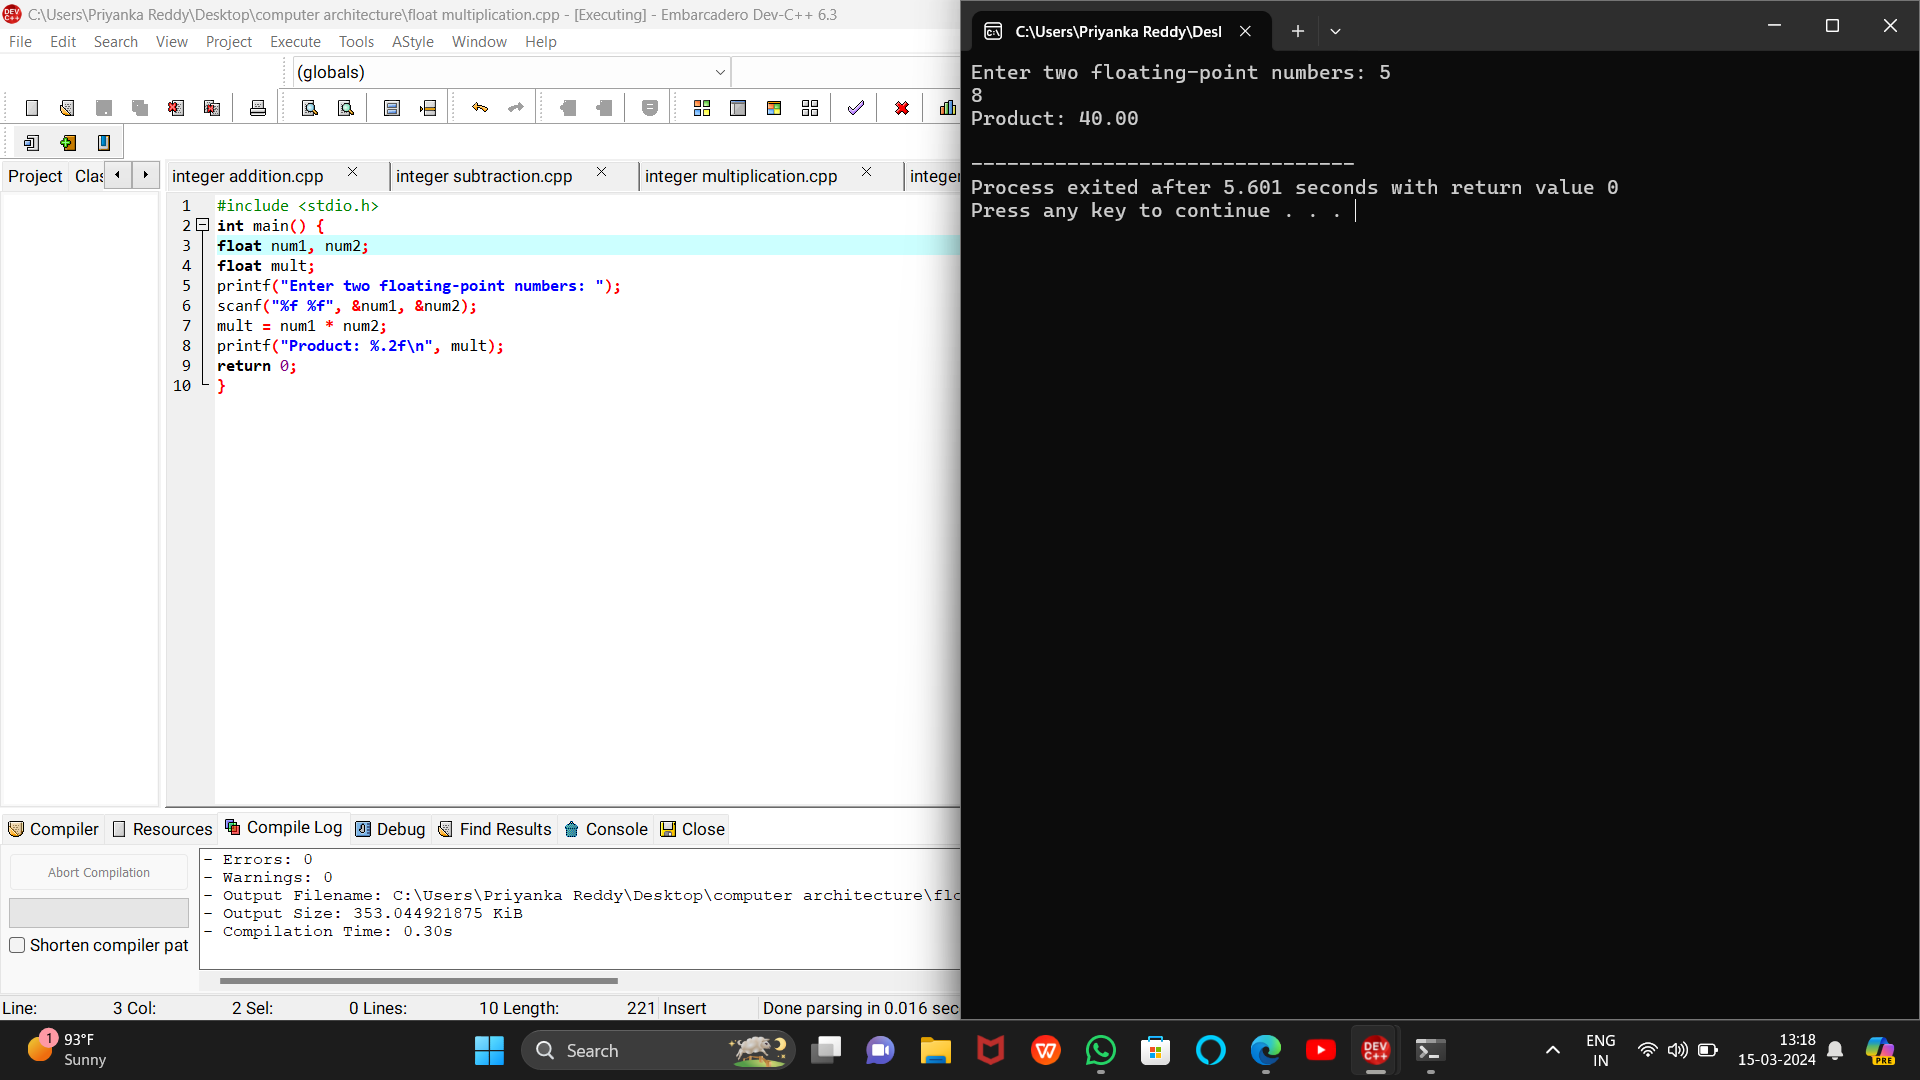 C:\Users\Priyanka Reddy\Desktop\computer architecture\float multiplication.cpp - [Executing] - Embarcadero Dev-C++ 6.3
File Edit Search View Project Execute Tools AStyle Window Help
(globals)
Project Clas
integer addition.cpp integer subtraction.cpp integer multiplication.cpp intege
1 #include <stdio.h>
2 int main() {
3 float num1, num2;
4 float mult;
5 printf("Enter two floating-point numbers: ");
6 scanf("%f %f", &num1, &num2);
7 mult = num1 * num2;
8 printf("Product: %.2f\n", mult);
9 return 0;
10 }
Compiler Resources Compile Log Debug Find Results Console Close
Abort Compilation
Shorten compiler pat
- Errors: 0
- Warnings: 0
- Output Filename: C:\Users\Priyanka Reddy\Desktop\computer architecture\flo
- Output Size: 353.044921875 KiB
- Compilation Time: 0.30s
Line: 3 Col: 2 Sel: 0 Lines: 10 Length: 221 Insert Done parsing in 0.016 sec
C:\Users\Priyanka Reddy\Desl
Enter two floating-point numbers: 5
8
Product: 40.00
--------------------------------
Process exited after 5.601 seconds with return value 0
Press any key to continue . . .
1
93°F
Sunny
Search
DEV
C++
ENG
IN
13:18
15-03-2024
PRE